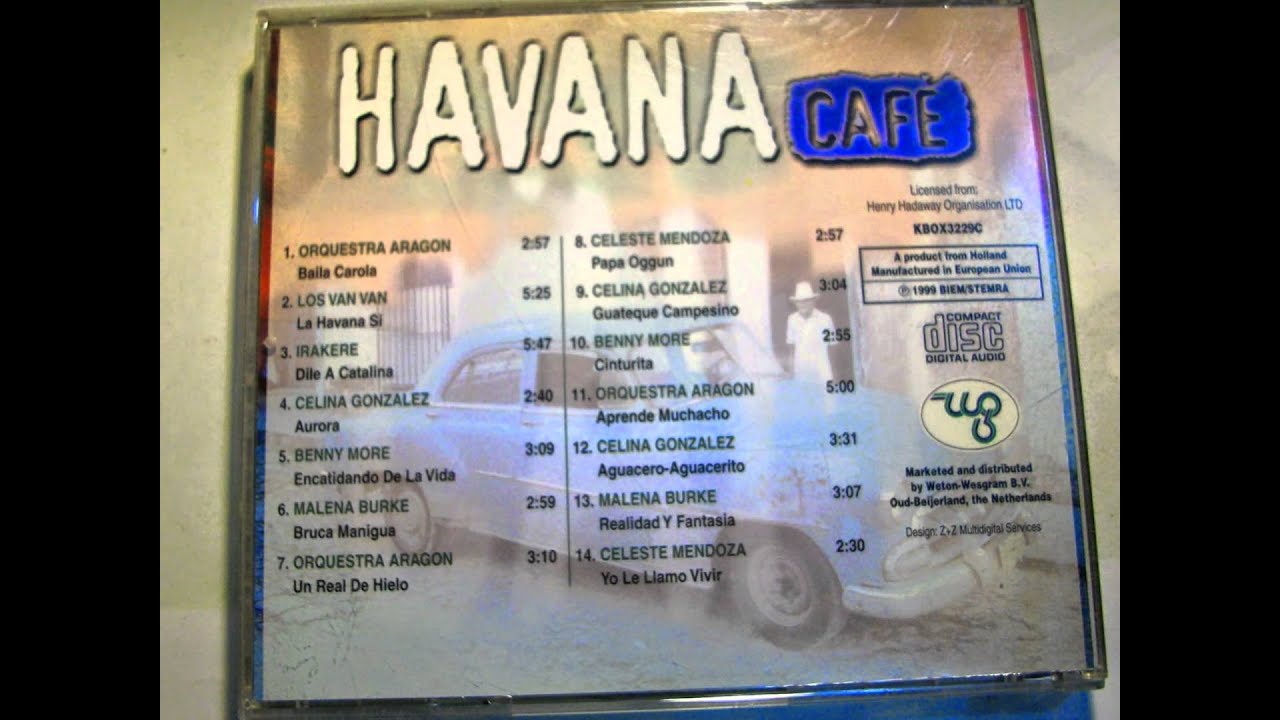 HAVANA
CAFÉ
1. ORQUESTRA ARAGON 2:57
Baila Carola
2. LOS VAN VAN 5:25
La Havana Si
3. IRAKERE 5:47
Dile A Catalina
4. CELINA GONZALEZ 2:40
Aurora
5. BENNY MORE 3:09
Encatidando De La Vida
6. MALENA BURKE 2:59
Bruca Manigua
7. ORQUESTRA ARAGON 3:10
Un Real De Hielo
8. CELESTE MENDOZA 2:57
Papa Oggun
9. CELINA GONZALEZ 3:04
Guateque Campesino
10. BENNY MORE 2:55
Cinturita
11. ORQUESTRA ARAGON 5:00
Aprende Muchacho
12. CELINA GONZALEZ 3:31
Aguacero-Aguacerito
13. MALENA BURKE 3:07
Realidad Y Fantasia
14. CELESTE MENDOZA 2:30
Yo Le Llamo Vivir
Licensed from:
Henry Hadaway Organisation LTD
KBOX3229C
A product from Holland
Manufactured in European Union
℗ 1999 BIEM/STEMRA
COMPACT
disc
DIGITAL AUDIO
Marketed and distributed
by Weton-Wesgram B.V.
Oud-Beijerland, the Netherlands
Design: Z+Z Multidigital Services